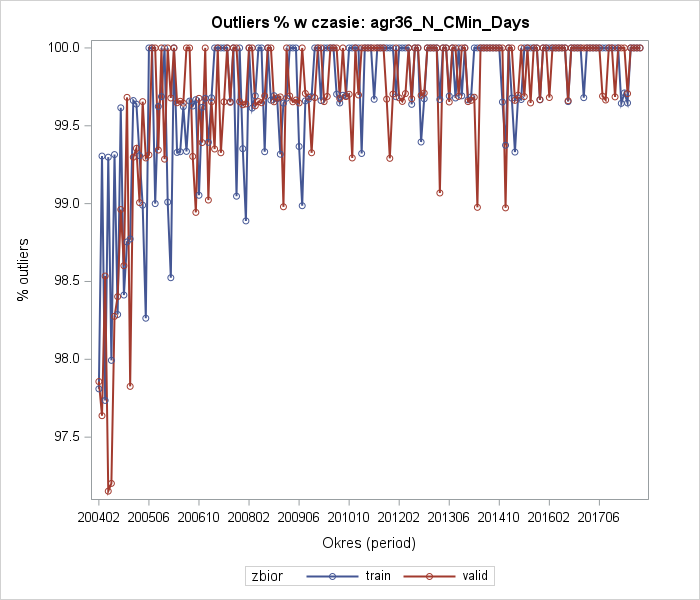 Outliers % w czasie: agr36_N_CMin_Days
100.0
99.5
99.0
98.5
98.0
97.5
% outliers
200402 200506 200610 200802 200906 201010 201202 201306 201410 201602 201706
Okres (period)
zbior train valid